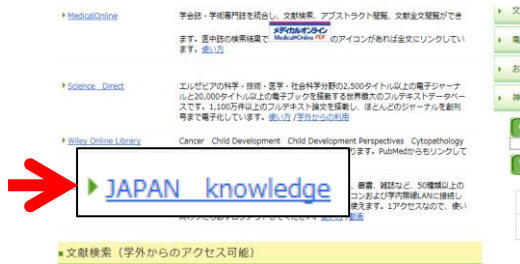 MedicalOnline
学会誌・学術専門誌を統合し、文献検索、アブストラクト閲覧、文献全文閲覧ができ
ます。医中誌の検索結果で メディカルオンライン MedicalOnline PDF のアイコンがあれば全文にリンクしてい
ます。使い方
Science Direct
エルゼビアの科学・技術・医学・社会科学分野の2,500タイトル以上の電子ジャーナ
ルと20,000タイトル以上の電子ブックを搭載する世界最大のフルテキストデータベー
スです。1,100万件以上のフルテキスト論文を搭載し、ほとんどのジャーナルを創刊
号まで電子化しています。使い方 /学外からの利用
Wiley Online Library
Cancer Child Development Child Development Perspectives Cytopathology
ります。PubMedからもリンクして
JAPAN knowledge
、叢書、雑誌など、50種類以上の
コンおよび学内無線LANに接続し
使えます。1アクセスなので、使い
動画
文献検索（学外からのアクセス可能）
文
電
お
神